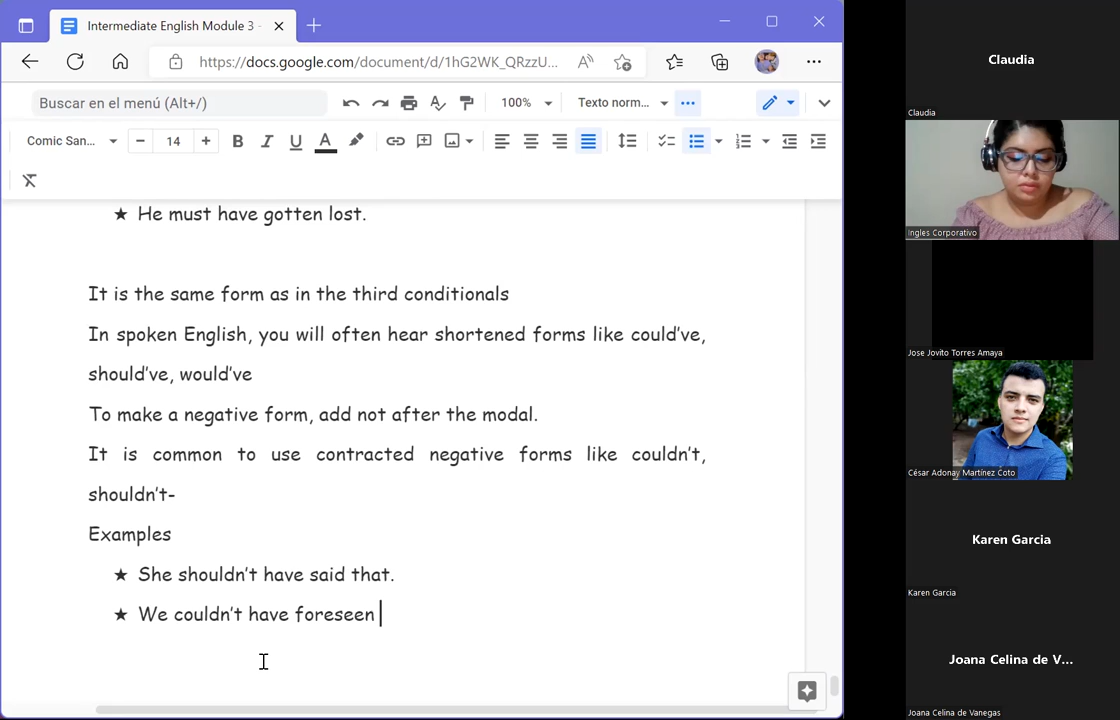 Intermediate English Module 3 -
https://docs.google.com/document/d/1hG2WK_QRzzU...
Buscar en el menú (Alt+/)
100%
Texto norm...
Comic San...
14
★ He must have gotten lost.
It is the same form as in the third conditionals
In spoken English, you will often hear shortened forms like could’ve,
should’ve, would’ve
To make a negative form, add not after the modal.
It is common to use contracted negative forms like couldn’t,
shouldn’t-
Examples
★ She shouldn’t have said that.
★ We couldn’t have foreseen
Claudia
Claudia
Ingles Corporativo
Jose Jovito Torres Amaya
César Adonay Martínez Coto
Karen Garcia
Karen Garcia
Joana Celina de V...
Joana Celina de Vanegas